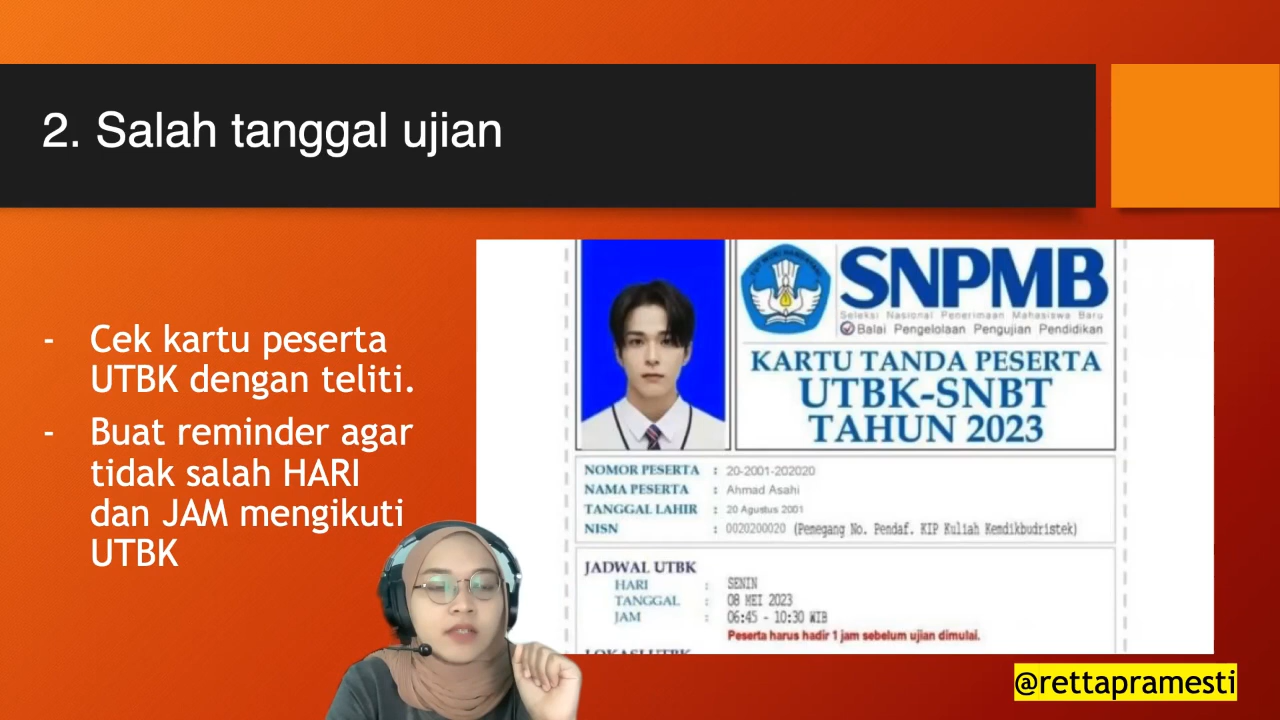 2. Salah tanggal ujian
- Cek kartu peserta
UTBK dengan teliti.
- Buat reminder agar
tidak salah HARI
dan JAM mengikuti
UTBK
SNPMB
Seleksi Nasional Penerimaan Mahasiswa Baru
Balai Pengelolaan Pengujian Pendidikan
KARTU TANDA PESERTA
UTBK-SNBT
TAHUN 2023
NOMOR PESERTA : 20-2001-202020
NAMA PESERTA : Ahmad Asahi
TANGGAL LAHIR : 20 Agustus 2001
NISN : 0020200020 (Pemegang No. Pendaf. KIP Kuliah Kemdikbudristek)
JADWAL UTBK
HARI : SENIN
TANGGAL : 08 MEI 2023
JAM : 06:45 - 10:30 WIB
Peserta harus hadir 1 jam sebelum ujian dimulai.
LOKASI UTBK
@rettapramesti